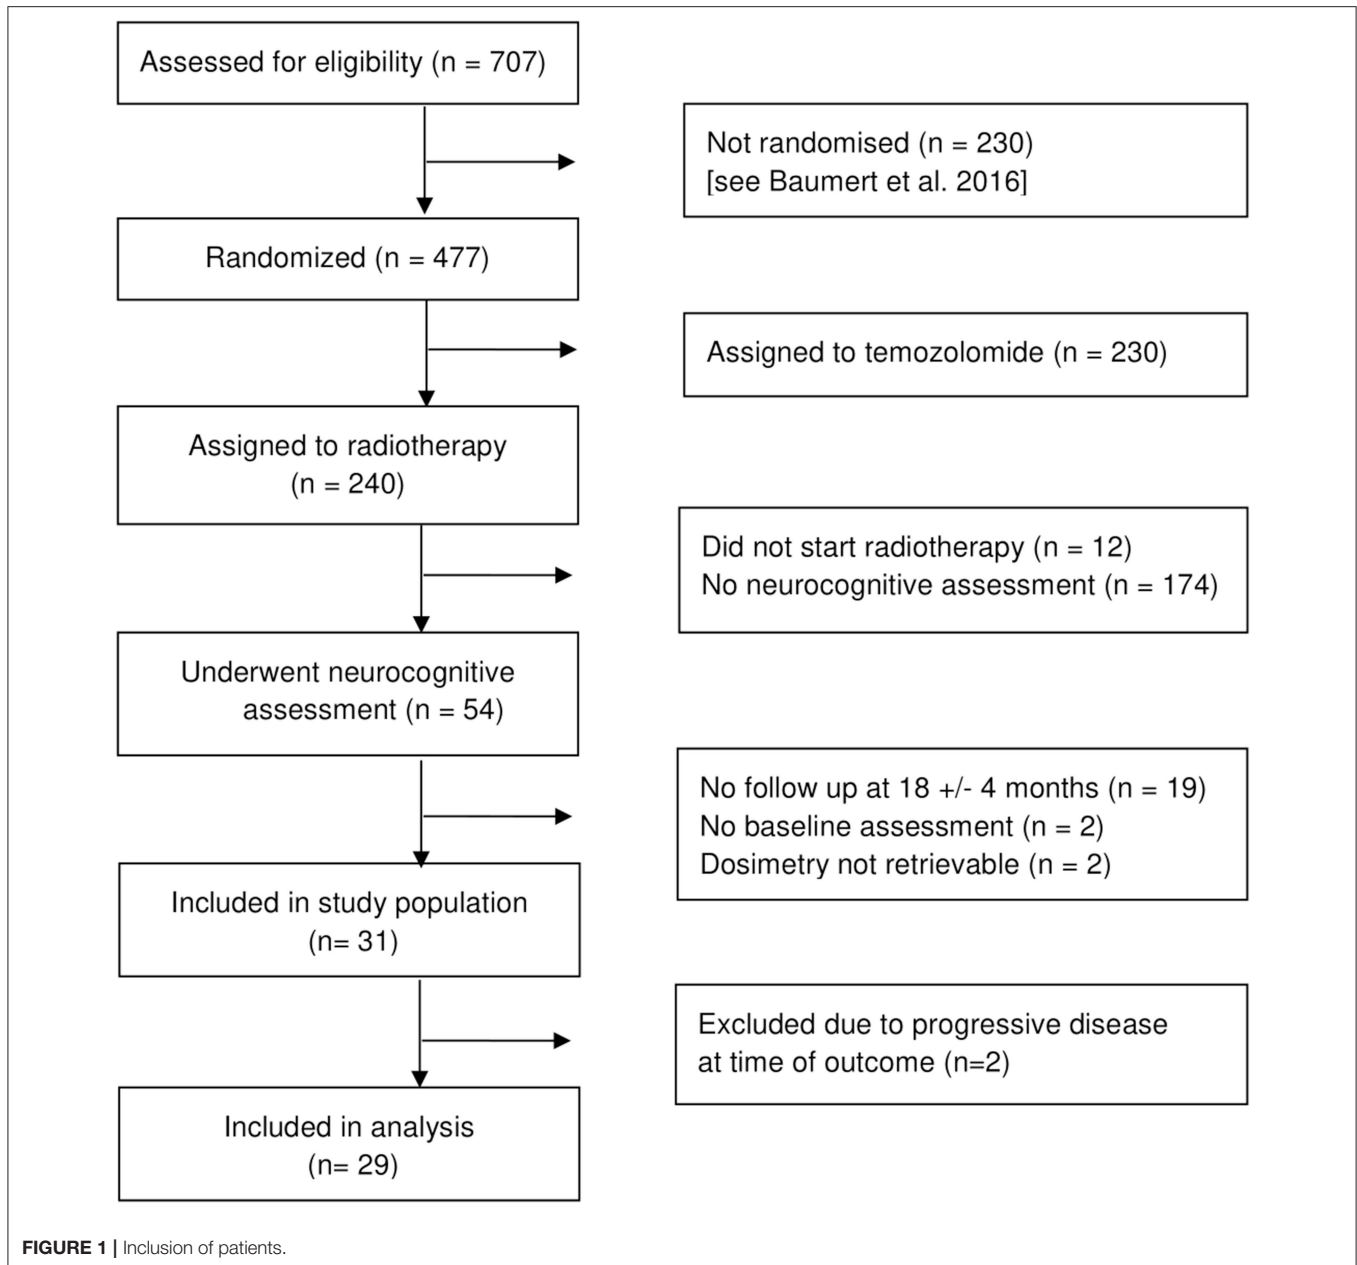 Assessed for eligibility (n = 707)
Not randomised (n = 230)
[see Baumert et al. 2016]
Randomized (n = 477)
Assigned to temozolomide (n = 230)
Assigned to radiotherapy
(n = 240)
Did not start radiotherapy (n = 12)
No neurocognitive assessment (n = 174)
Underwent neurocognitive
assessment (n = 54)
No follow up at 18 +/- 4 months (n = 19)
No baseline assessment (n = 2)
Dosimetry not retrievable (n = 2)
Included in study population
(n= 31)
Excluded due to progressive disease
at time of outcome (n=2)
Included in analysis
(n= 29)
FIGURE 1 | Inclusion of patients.